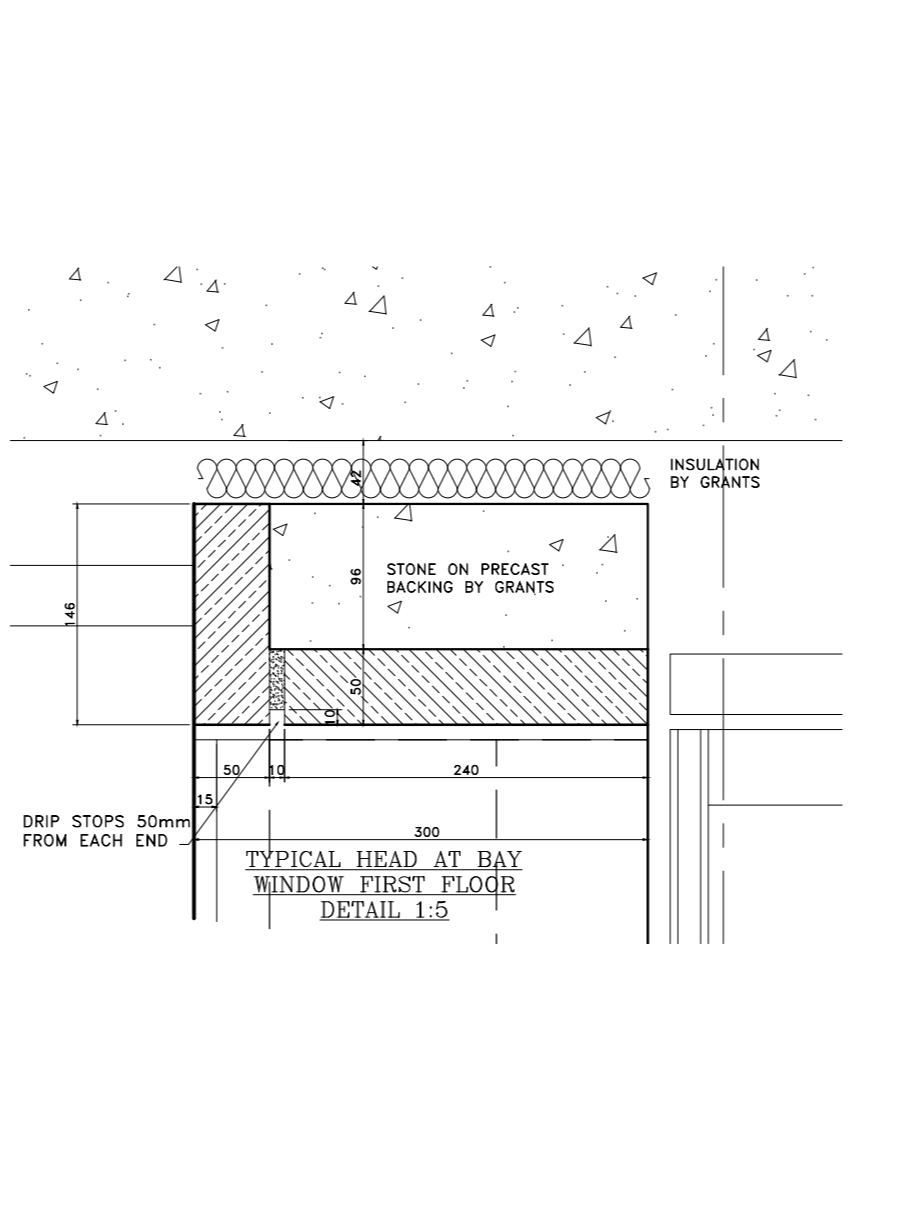 INSULATION
BY GRANTS
42
STONE ON PRECAST
BACKING BY GRANTS
96
146
50
10
50
10
240
15
DRIP STOPS 50mm
FROM EACH END
300
TYPICAL HEAD AT BAY
WINDOW FIRST FLOOR
DETAIL 1:5